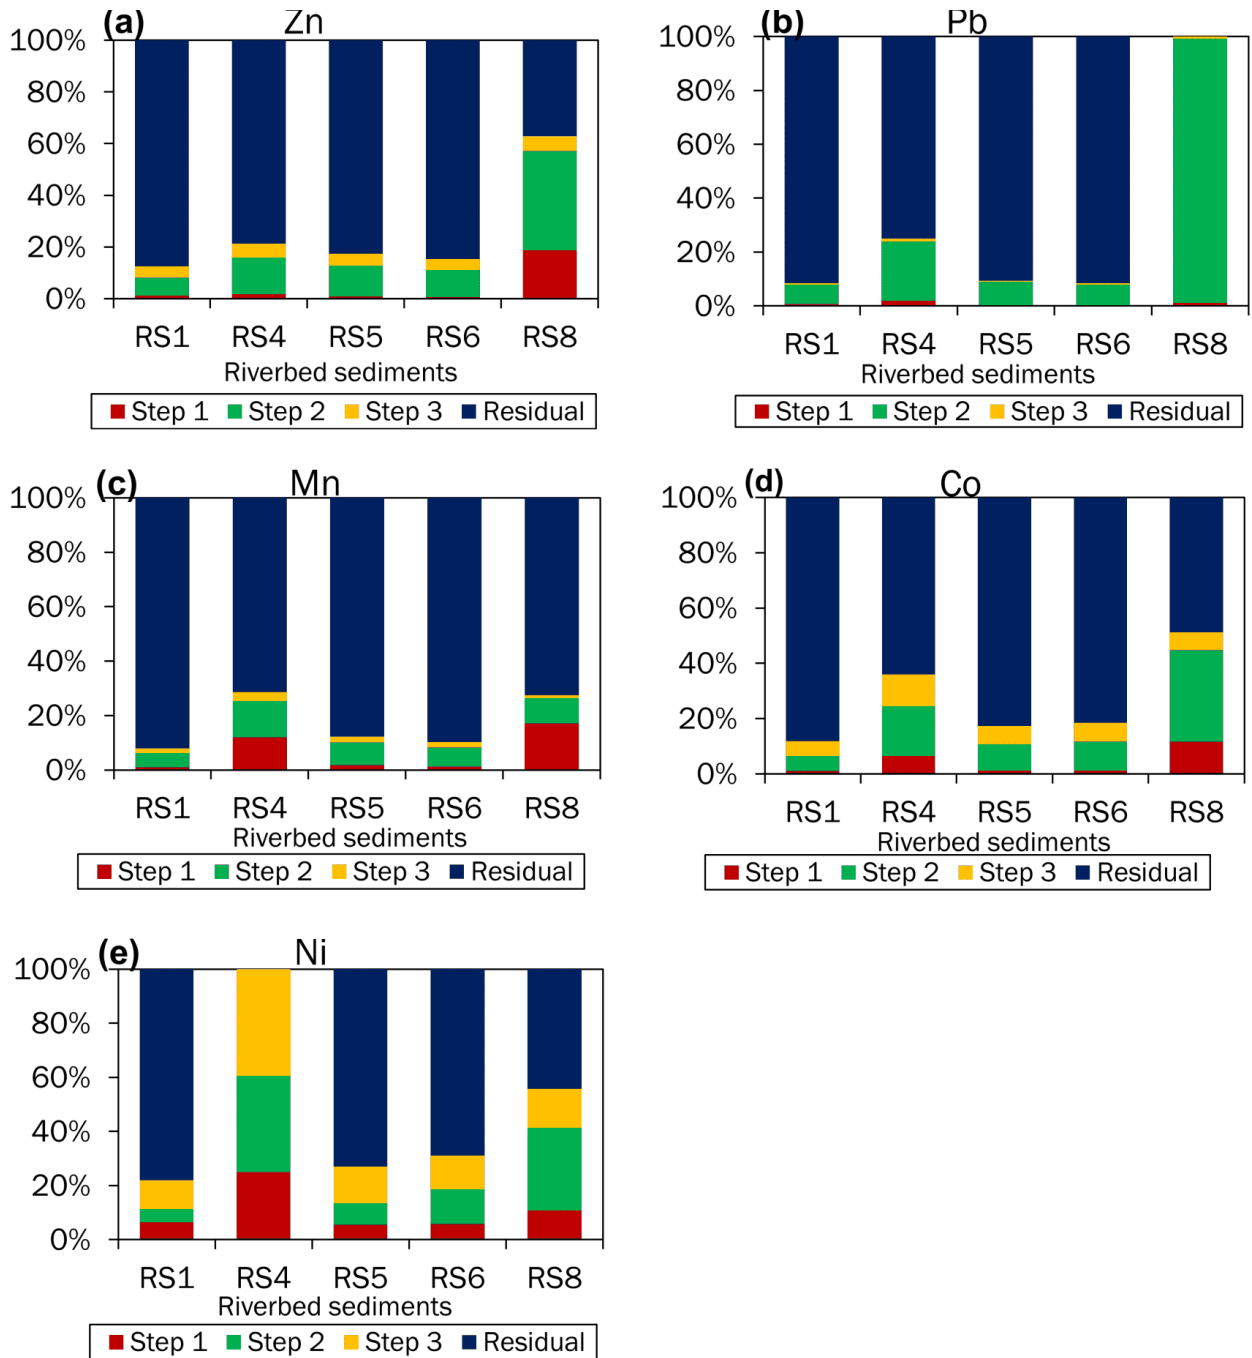 (a) Zn
100%
80%
60%
40%
20%
0%
RS1 RS4 RS5 RS6 RS8
Riverbed sediments
Step 1 Step 2 Step 3 Residual
(b) Pb
100%
80%
60%
40%
20%
0%
RS1 RS4 RS5 RS6 RS8
Riverbed sediments
Step 1 Step 2 Step 3 Residual
(c) Mn
100%
80%
60%
40%
20%
0%
RS1 RS4 RS5 RS6 RS8
Riverbed sediments
Step 1 Step 2 Step 3 Residual
(d) Co
100%
80%
60%
40%
20%
0%
RS1 RS4 RS5 RS6 RS8
Riverbed sediments
Step 1 Step 2 Step 3 Residual
(e) Ni
100%
80%
60%
40%
20%
0%
RS1 RS4 RS5 RS6 RS8
Riverbed sediments
Step 1 Step 2 Step 3 Residual